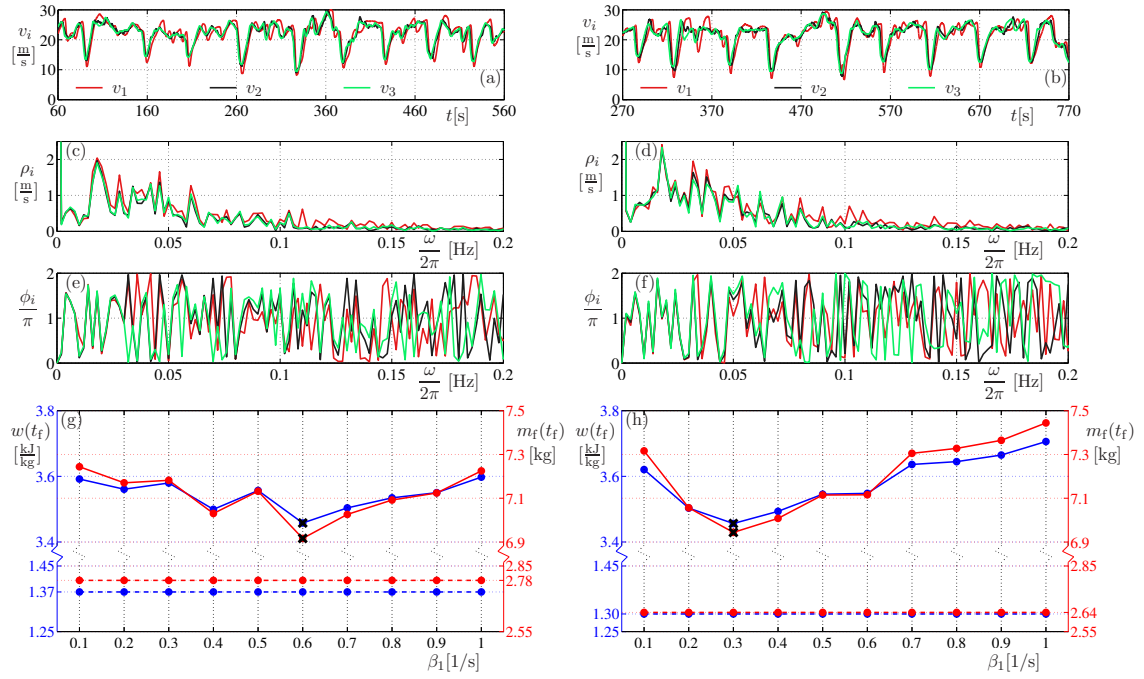 30
v_i
20
[m/s]
10
0
(a)
v_1
v_2
v_3
60
160
260
360
460
t[s]
560
30
v_i
20
[m/s]
10
0
(b)
v_1
v_2
v_3
270
370
470
570
670
t[s]
770
(c)
2
ρ_i
[m/s]
1
0
0
0.05
0.1
0.15
ω/2π [Hz]
0.2
(d)
2
ρ_i
[m/s]
1
0
0
0.05
0.1
0.15
ω/2π [Hz]
0.2
(e)
2
ϕ_i/π
1
0
0
0.05
0.1
0.15
ω/2π [Hz]
0.2
(f)
2
ϕ_i/π
1
0
0
0.05
0.1
0.15
ω/2π [Hz]
0.2
(g)
3.8
w(t_f)
[kJ/kg]
3.6
3.4
1.45
1.37
1.25
7.5
m_f(t_f)
[kg]
7.3
7.1
6.9
2.85
2.78
2.55
0.1 0.2 0.3 0.4 0.5 0.6 0.7 0.8 0.9 1
β_1[1/s]
(h)
3.8
w(t_f)
[kJ/kg]
3.6
3.4
1.45
1.30
1.25
7.5
m_f(t_f)
[kg]
7.3
7.1
6.9
2.85
2.64
2.55
0.1 0.2 0.3 0.4 0.5 0.6 0.7 0.8 0.9 1
β_1[1/s]